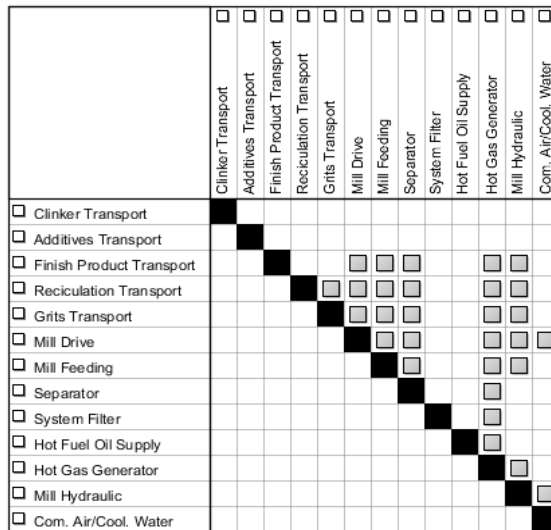 Clinker Transport
Additives Transport
Finish Product Transport
Reciculation Transport
Grits Transport
Mill Drive
Mill Feeding
Separator
System Filter
Hot Fuel Oil Supply
Hot Gas Generator
Mill Hydraulic
Com. Air/Cool. Water
Clinker Transport
Additives Transport
Finish Product Transport
Reciculation Transport
Grits Transport
Mill Drive
Mill Feeding
Separator
System Filter
Hot Fuel Oil Supply
Hot Gas Generator
Mill Hydraulic
Com. Air/Cool. Water